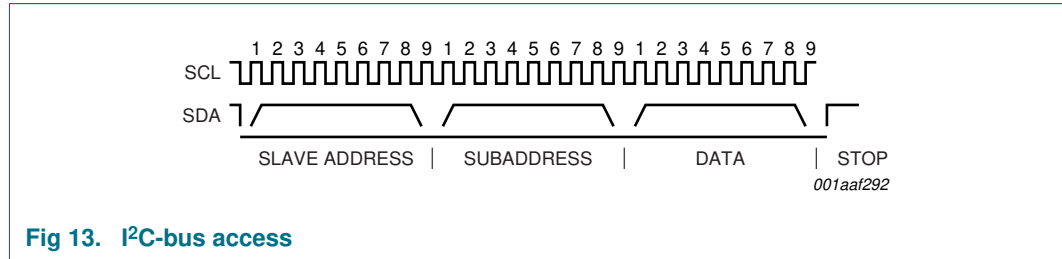 1 2 3 4 5 6 7 8 9 1 2 3 4 5 6 7 8 9 1 2 3 4 5 6 7 8 9
SCL
SDA
SLAVE ADDRESS | SUBADDRESS | DATA | STOP
001aaf292
Fig 13. I²C-bus access